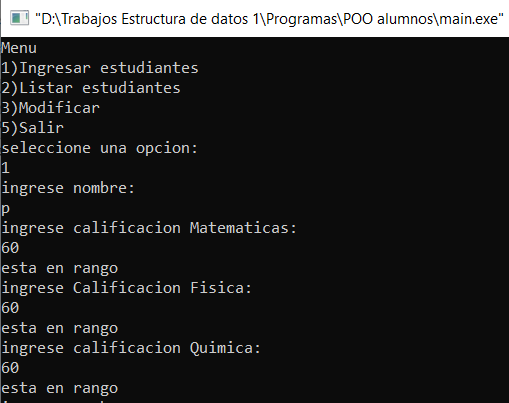 "D:\Trabajos Estructura de datos 1\Programas\POO alumnos\main.exe"
Menu
1)Ingresar estudiantes
2)Listar estudiantes
3)Modificar
5)Salir
seleccione una opcion:
1
ingrese nombre:
p
ingrese calificacion Matematicas:
60
esta en rango
ingrese Calificacion Fisica:
60
esta en rango
ingrese calificacion Quimica:
60
esta en rango